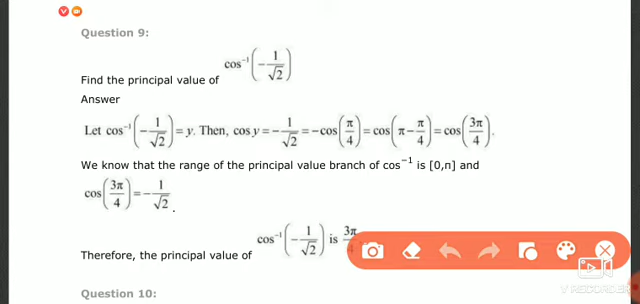 Question 9:
Find the principal value of cos⁻¹(−1/√2)
Answer
Let cos⁻¹(−1/√2) = y. Then, cos y = −1/√2 = −cos(π/4) = cos(π − π/4) = cos(3π/4).
We know that the range of the principal value branch of cos⁻¹ is [0,π] and
cos(3π/4) = −1/√2.
Therefore, the principal value of cos⁻¹(−1/√2) is 3π/4
Question 10:
V RECORDER